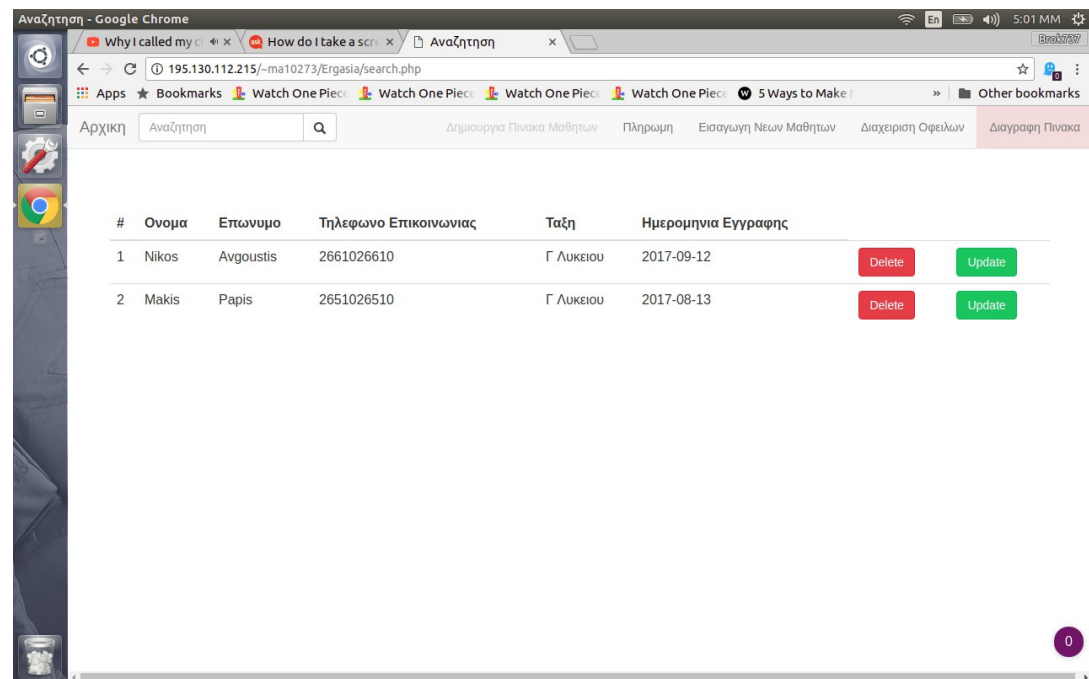 Αναζητηση - Google Chrome En 5:01 ΜΜ
Why I called my c How do I take a scre Αναζητηση Brok737
195.130.112.215/~ma10273/Ergasia/search.php 0
Apps Bookmarks Watch One Piece Watch One Piece Watch One Piece Watch One Piece 5 Ways to Make » Other bookmarks
Αρχικη Αναζητηση Δημιουργια Πινακα Μαθητων Πληρωμη Εισαγωγη Νεων Μαθητων Διαχειριση Οφειλων Διαγραφη Πινακα
# Ονομα Επωνυμο Τηλεφωνο Επικοινωνιας Ταξη Ημερομηνια Εγγραφης
1 Nikos Avgoustis 2661026610 Γ Λυκειου 2017-09-12 Delete Update
2 Makis Papis 2651026510 Γ Λυκειου 2017-08-13 Delete Update
0